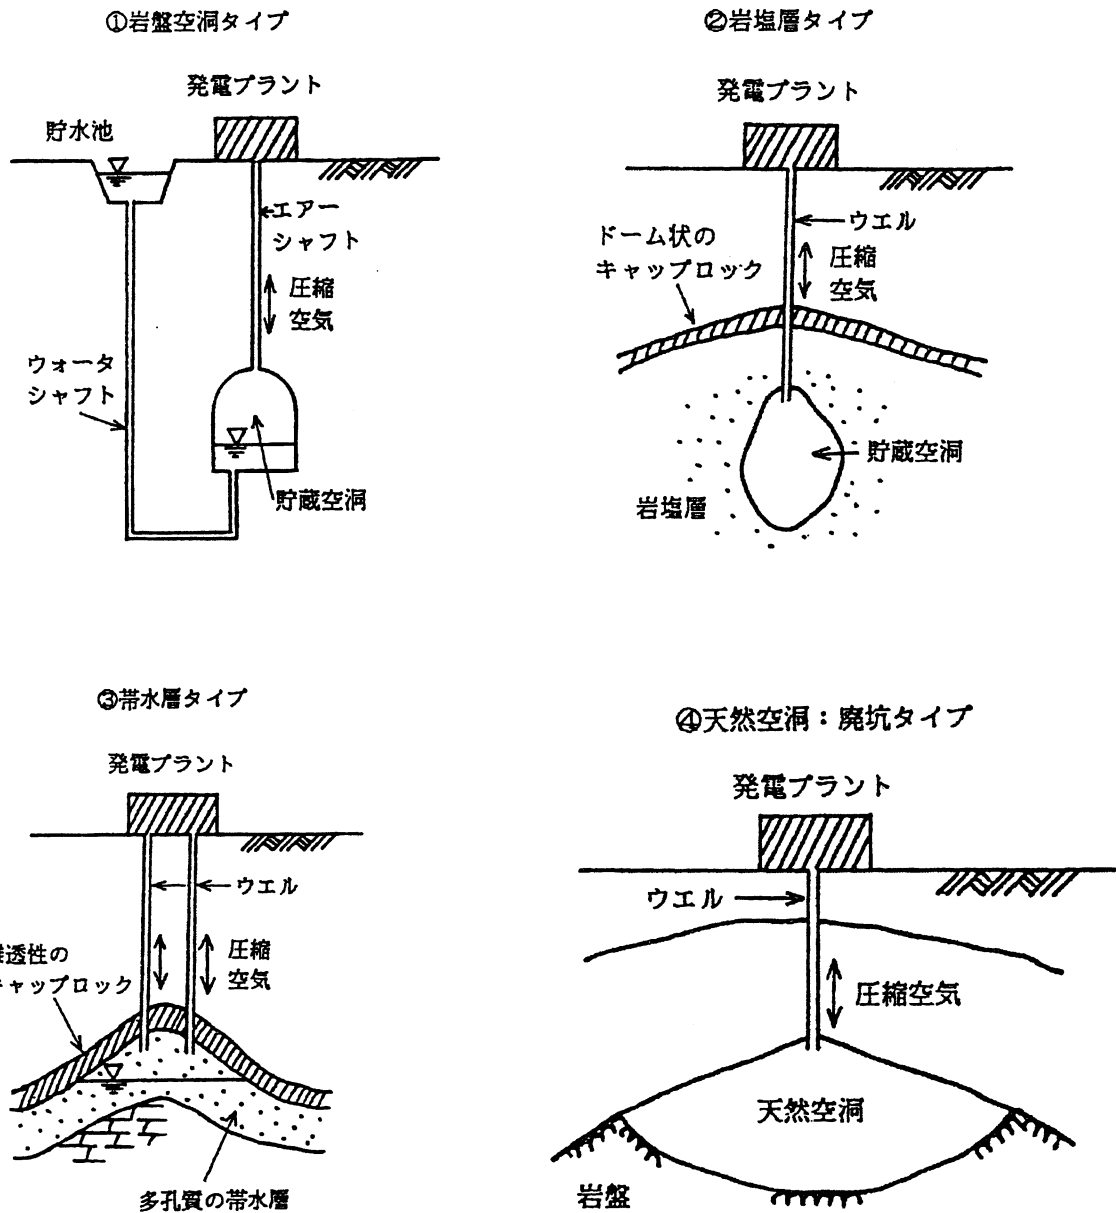 ①岩盤空洞タイプ
発電プラント
貯水池
エアー
シャフト
圧縮
空気
ウォータ
シャフト
貯蔵空洞
②岩塩層タイプ
発電プラント
ウエル
ドーム状の
キャップロック
圧縮
空気
貯蔵空洞
岩塩層
③帯水層タイプ
発電プラント
ウエル
透性の
キャップロック
圧縮
空気
多孔質の帯水層
④天然空洞：廃坑タイプ
発電プラント
ウエル
圧縮空気
天然空洞
岩盤